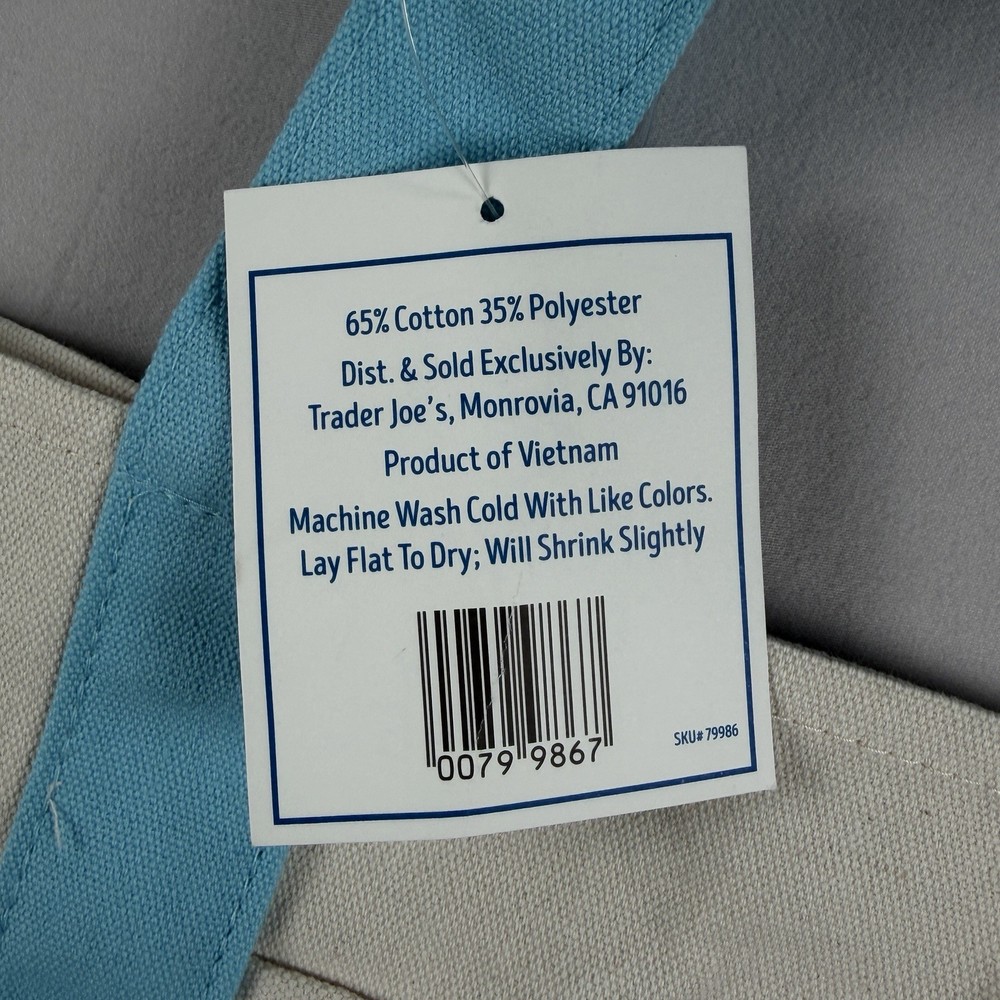 65% Cotton 35% Polyester
Dist. & Sold Exclusively By:
Trader Joe's, Monrovia, CA 91016
Product of Vietnam
Machine Wash Cold With Like Colors.
Lay Flat To Dry; Will Shrink Slightly
SKU# 79986
0079 9867